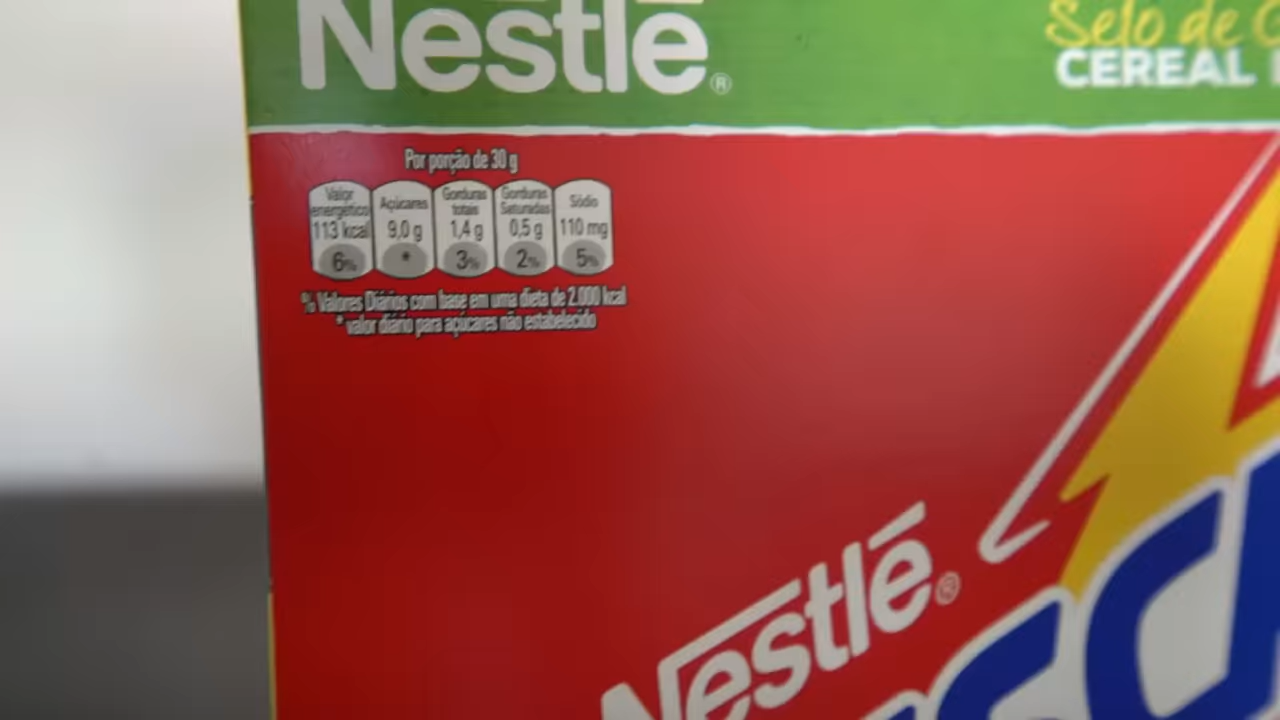 Nestlē®
Selo de
CEREAL
Por porção de 30 g
Valor energético 113 kcal 6%
Açúcares 9,0 g *
Gorduras totais 1,4 g 3%
Gorduras Saturadas 0,5 g 2%
Sódio 110 mg 5%
% Valores Diários com base em uma dieta de 2.000 kcal
* valor diário para açúcares não estabelecido
Nestlē®